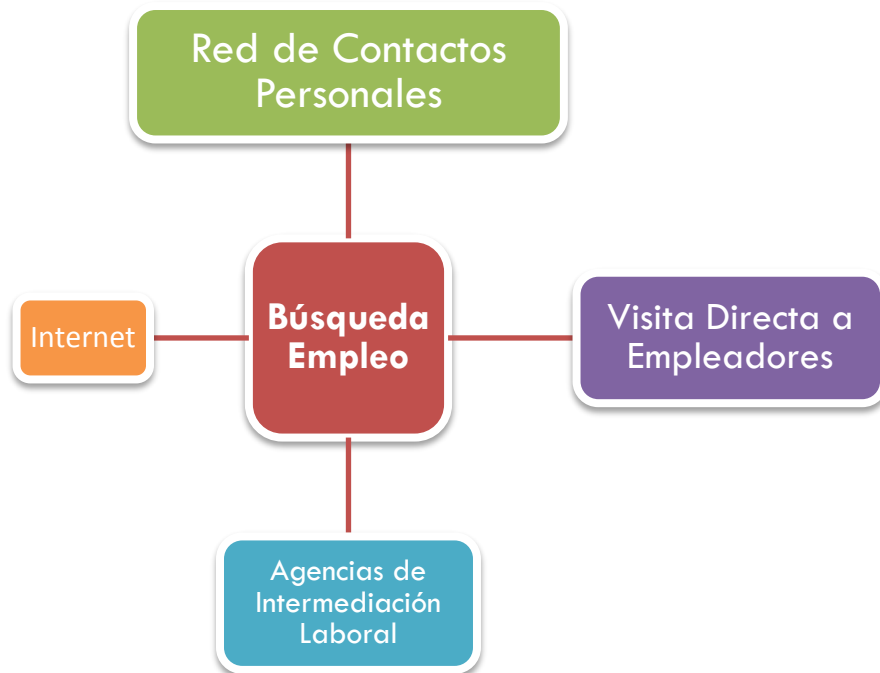 Red de Contactos
Personales
Internet
Búsqueda
Empleo
Visita Directa a
Empleadores
Agencias de
Intermediación
Laboral